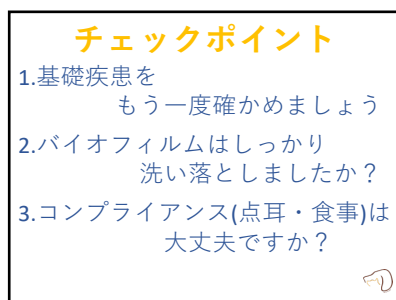 チェックポイント
1.基礎疾患を
もう一度確かめましょう
2.バイオフィルムはしっかり
洗い落としましたか？
3.コンプライアンス(点耳・食事)は
大丈夫ですか？